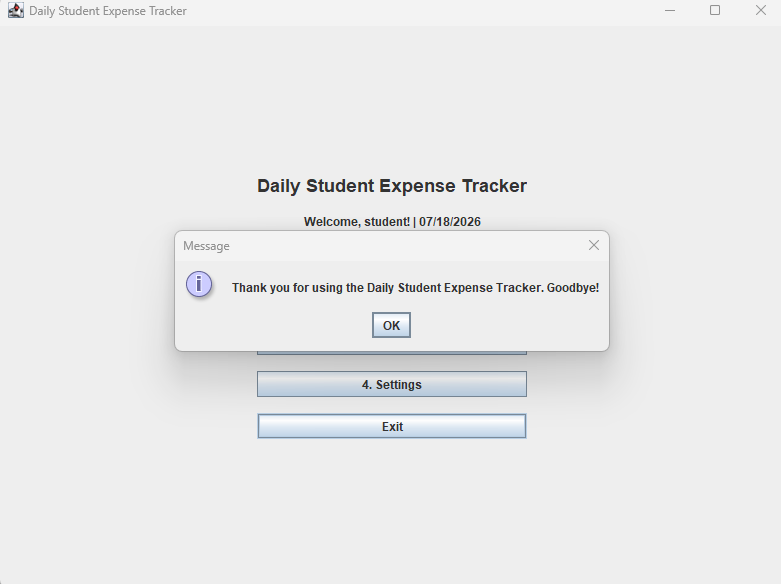 Daily Student Expense Tracker
Daily Student Expense Tracker
Welcome, student! | 07/18/2026
Message
i
Thank you for using the Daily Student Expense Tracker. Goodbye!
OK
4. Settings
Exit